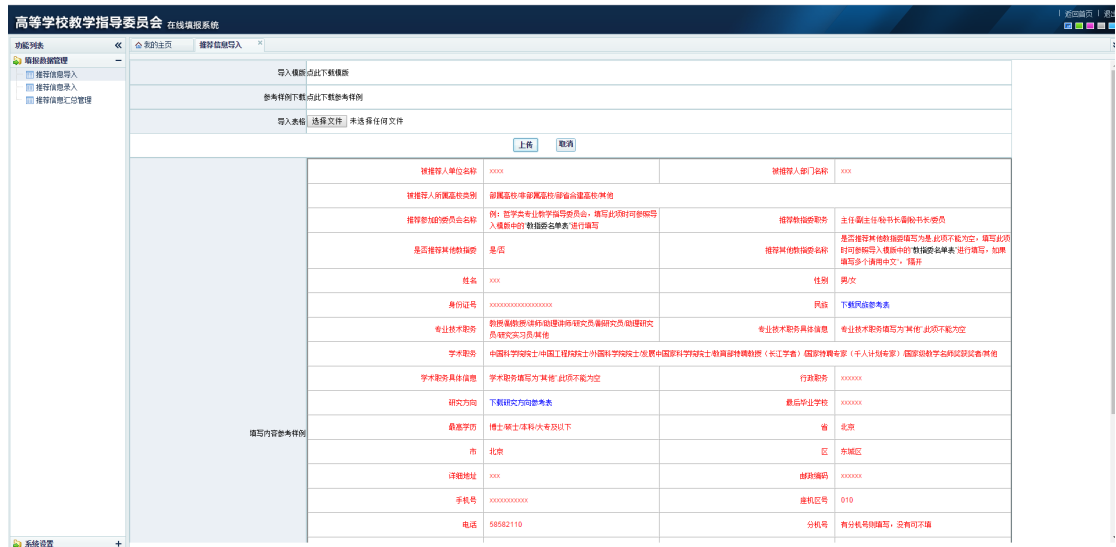 高等学校教学指导委员会 在线填报系统
返回首页 | 退出
功能列表
我的主页 推荐信息导入
填报数据管理
推荐信息导入
推荐信息录入
推荐信息汇总管理
系统设置
导入模版 点此下载模版
参考样例下载 点此下载参考样例
导入表格 选择文件 未选择任何文件
上传 取消
填写内容参考样例
被推荐人单位名称 xxxx 被推荐人部门名称 xxx
被推荐人所属高校类别 部属高校/非部属高校/部省合建高校/其他
推荐参加的委员会名称 例：哲学类专业教学指导委员会，填写此项时可参照导
入模版中的"教指委名单表"进行填写
推荐教指委职务 主任/副主任/秘书长/副秘书长/委员
是否推荐其他教指委 是/否
推荐其他教指委名称 是否推荐其他教指委填写为是,此项不能为空，填写此项
时可参照导入模版中的"教指委名单表"进行填写，如果
填写多个请用中文"，"隔开
姓名 xxx 性别 男/女
身份证号 xxxxxxxxxxxxxxxxxx 民族 下载民族参考表
专业技术职务 教授/副教授/讲师/助理讲师/研究员/副研究员/助理研究
员/研究实习员/其他
专业技术职务具体信息 专业技术职务填写为"其他",此项不能为空
学术职务 中国科学院院士/中国工程院院士/外国科学院院士/发展中国家科学院院士/教育部特聘教授（长江学者）/国家特聘专家（千人计划专家）/国家级教学名师奖获奖者/其他
学术职务具体信息 学术职务填写为"其他",此项不能为空 行政职务 xxxxxx
研究方向 下载研究方向参考表 最后毕业学校 xxxxxx
最高学历 博士/硕士/本科/大专及以下 省 北京
市 北京 区 东城区
详细地址 xxx 邮政编码 xxxxxx
手机号 xxxxxxxxxxx 座机区号 010
电话 58582110 分机号 有分机号则填写，没有可不填